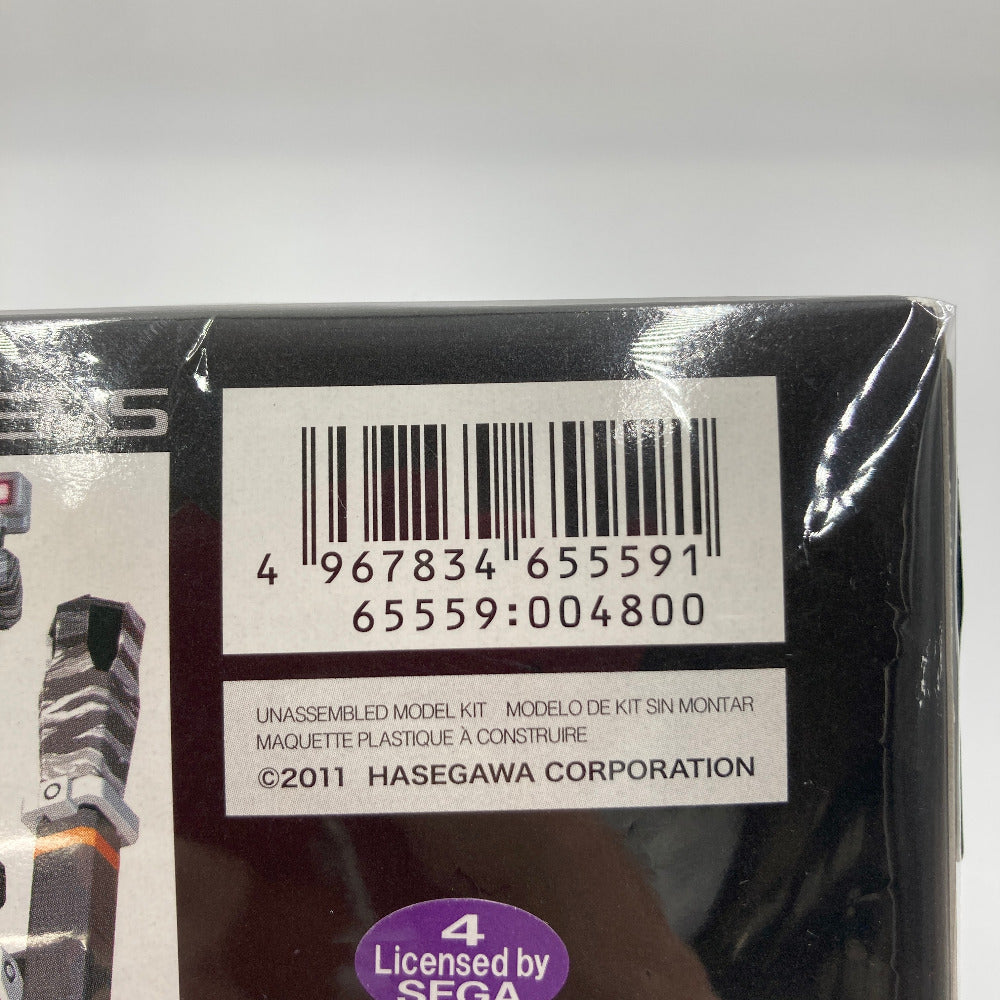 4 967834 655591
65559:004800
UNASSEMBLED MODEL KIT MODELO DE KIT SIN MONTAR
MAQUETTE PLASTIQUE À CONSTRUIRE
©2011 HASEGAWA CORPORATION
4
Licensed by
SEGA